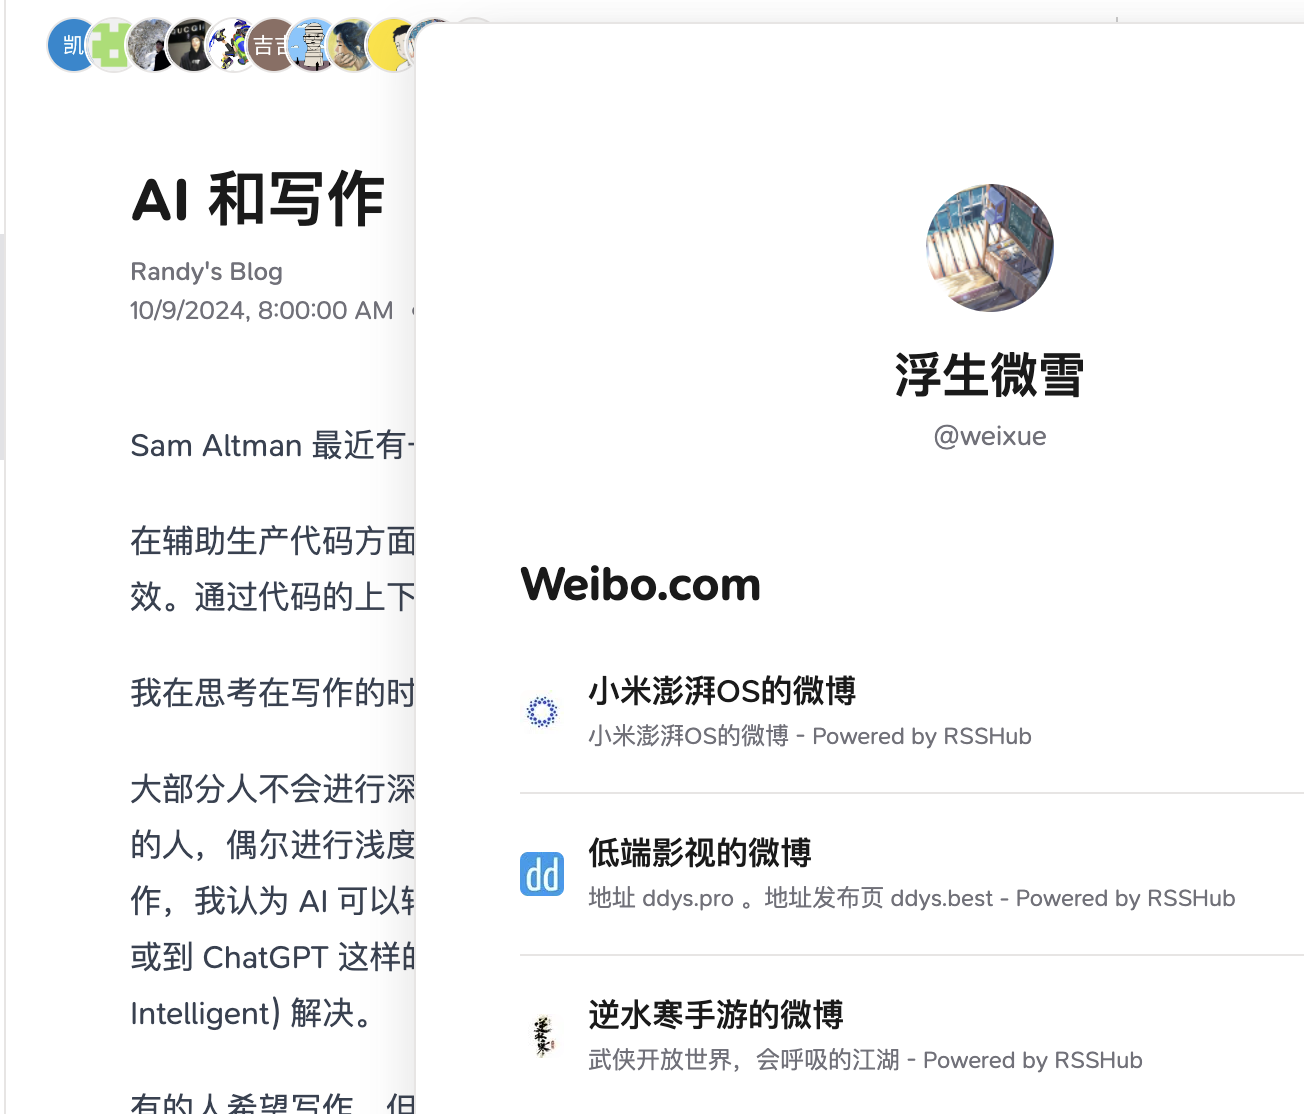 凯
吉吉
AI 和写作
Randy's Blog
10/9/2024, 8:00:00 AM
Sam Altman 最近有
在辅助生产代码方面
效。通过代码的上下
我在思考在写作的时
大部分人不会进行深
的人，偶尔进行浅度
作，我认为 AI 可以
或到 ChatGPT 这样
Intelligent) 解决。
有的人希望写作，但
浮生微雪
@weixue
Weibo.com
小米澎湃OS的微博
小米澎湃OS的微博 - Powered by RSSHub
dd
低端影视的微博
地址 ddys.pro 。地址发布页 ddys.best - Powered by RSSHub
逆水寒
逆水寒手游的微博
武侠开放世界，会呼吸的江湖 - Powered by RSSHub